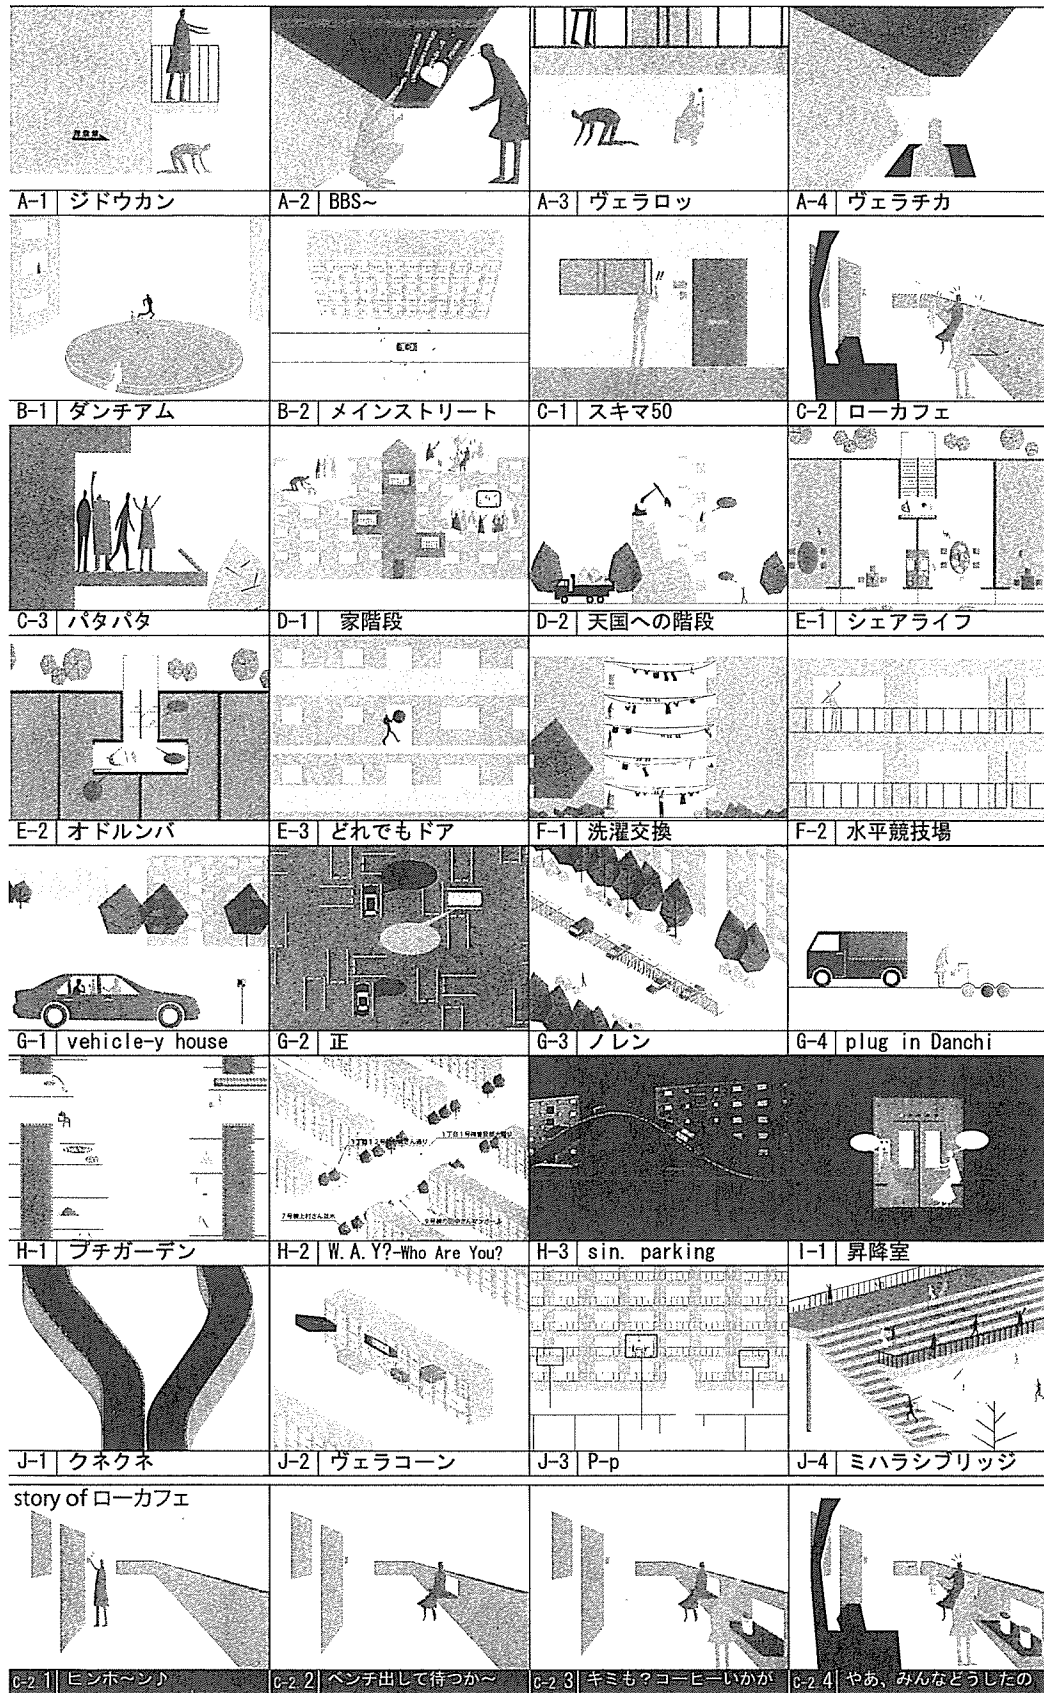 A-1 ジドウカン
A-2 BBS~
A-3 ヴェラロッ
A-4 ヴェラチカ
B-1 ダンチアム
B-2 メインストリート
C-1 スキマ50
C-2 ローカフェ
C-3 パタパタ
D-1 家階段
D-2 天国への階段
E-1 シェアライフ
E-2 オドルンバ
E-3 どれでもドア
F-1 洗濯交換
F-2 水平競技場
G-1 vehicle-y house
G-2 正
G-3 ノレン
G-4 plug in Danchi
H-1 プチガーデン
H-2 W.A.Y?-Who Are You?
H-3 sin. parking
I-1 昇降室
J-1 クネクネ
J-2 ヴェラコーン
J-3 P-p
J-4 ミハラシブリッジ
story of ローカフェ
C-2.1 ピンホ〜ン♪
C-2.2 ベンチ出して待つか〜
C-2.3 キミも?コーヒーいかが
C-2.4 やあ、みんなどうしたの